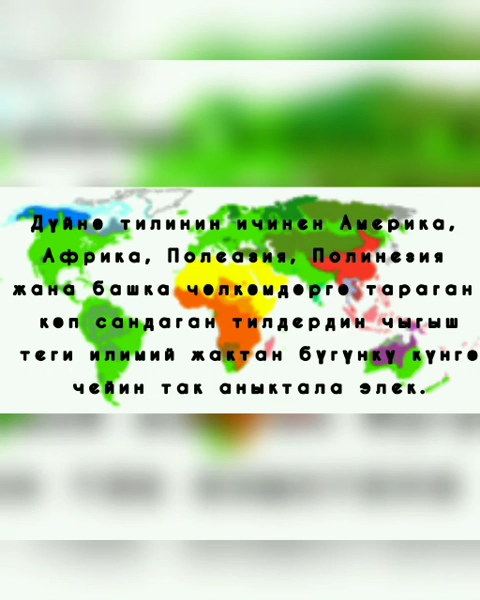 Дүйнө тилинин ичинен Америка,
Африка, Полеазия, Полинезия
жана башка чөлкөмдөргө тараган
көп сандаган тилдердин чыгыш
теги илимий жактан бүгүнкү күнгө
чейин так аныктала элек.